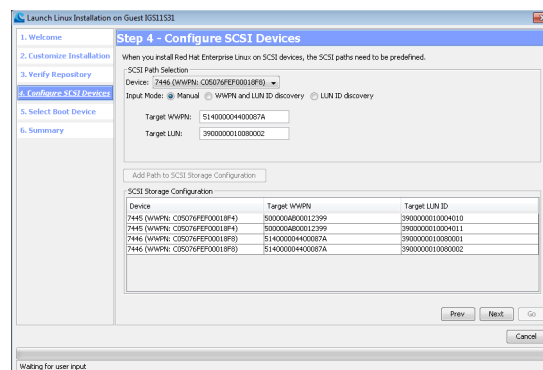 Launch Linux Installation on Guest IGS11S31
1. Welcome
2. Customize Installation
3. Verify Repository
4. Configure SCSI Devices
5. Select Boot Device
6. Summary
Step 4 - Configure SCSI Devices
When you install Red Hat Enterprise Linux on SCSI devices, the SCSI paths need to be predefined.
SCSI Path Selection
Device: 7446 (WWPN: C05076FEF00018F8)
Input Mode: Manual WWPN and LUN ID discovery LUN ID discovery
Target WWPN: 514000004400087A
Target LUN: 3900000010080002
Add Path to SCSI Storage Configuration
SCSI Storage Configuration
Device Target WWPN Target LUN ID
7445 (WWPN: C05076FEF00018F4) 500000AB00012399 3900000010004010
7445 (WWPN: C05076FEF00018F4) 500000AB00012399 3900000010004011
7446 (WWPN: C05076FEF00018F8) 514000004400087A 3900000010080001
7446 (WWPN: C05076FEF00018F8) 514000004400087A 3900000010080002
Prev Next Go
Cancel
Waiting for user input